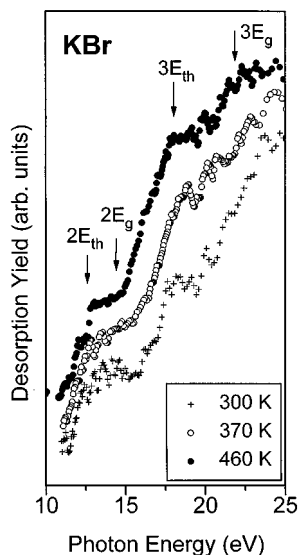 KBr
3E_g
3E_th
2E_g
2E_th
Desorption Yield (arb. units)
+ 300 K
○ 370 K
● 460 K
10 15 20 25
Photon Energy (eV)